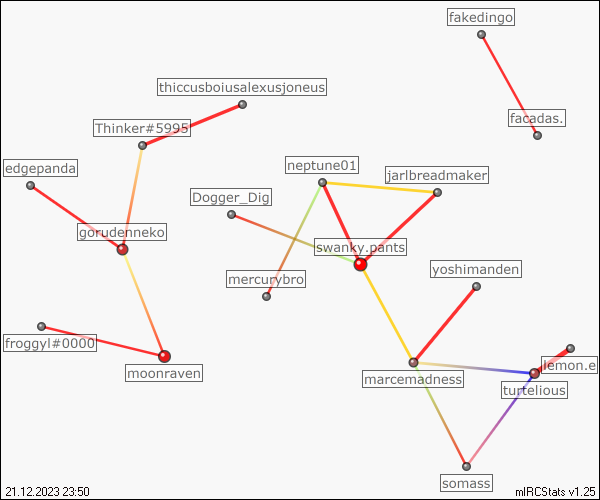 fakedingo
thiccusboiusalexusjoneus
facadas.
Thinker#5995
edgepanda
neptune01
jarlbreadmaker
Dogger_Dig
gorudenneko
swanky.pants
yoshimanden
mercurybro
froggyl#0000
moonraven
lemon.e
marcemadness
turtelious
somass
21.12.2023 23:50
mIRCStats v1.25